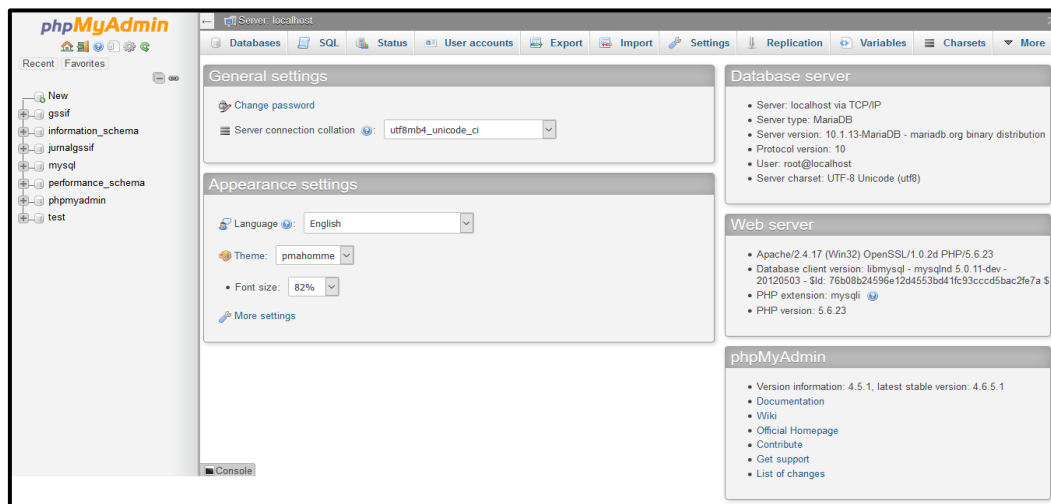 phpMyAdmin
Recent Favorites
New
gssif
information_schema
jurnalgssif
mysql
performance_schema
phpmyadmin
test
Server: localhost
Databases SQL Status User accounts Export Import Settings Replication Variables Charsets More
General settings
Change password
Server connection collation : utf8mb4_unicode_ci
Appearance settings
Language : English
Theme: pmahomme
• Font size: 82%
More settings
Console
Database server
• Server: localhost via TCP/IP
• Server type: MariaDB
• Server version: 10.1.13-MariaDB - mariadb.org binary distribution
• Protocol version: 10
• User: root@localhost
• Server charset: UTF-8 Unicode (utf8)
Web server
• Apache/2.4.17 (Win32) OpenSSL/1.0.2d PHP/5.6.23
• Database client version: libmysql - mysqlnd 5.0.11-dev -
20120503 - $Id: 76b08b24596e12d4553bd41fc93cccd5bac2fe7a $
• PHP extension: mysqli
• PHP version: 5.6.23
phpMyAdmin
• Version information: 4.5.1, latest stable version: 4.6.5.1
• Documentation
• Wiki
• Official Homepage
• Contribute
• Get support
• List of changes